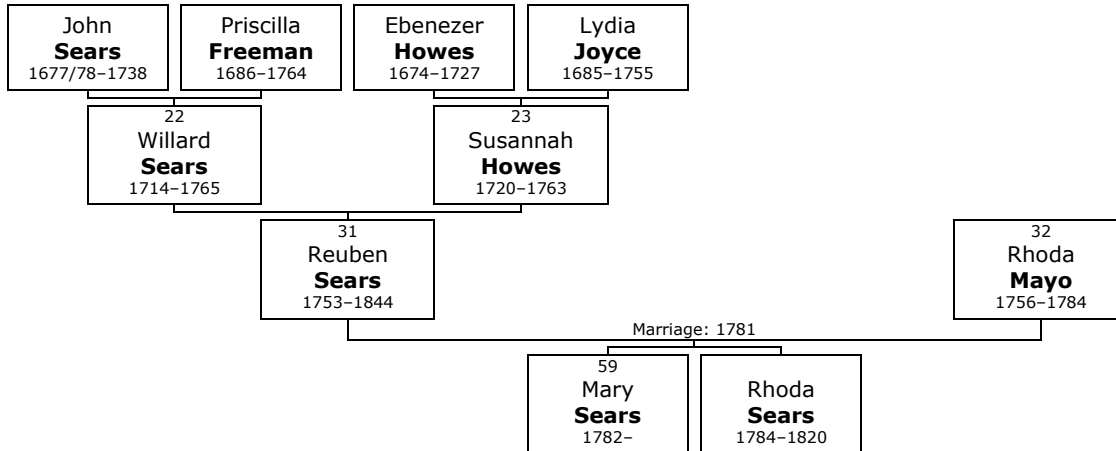 John
Sears
1677/78–1738
Priscilla
Freeman
1686–1764
Ebenezer
Howes
1674–1727
Lydia
Joyce
1685–1755
22
Willard
Sears
1714–1765
23
Susannah
Howes
1720–1763
31
Reuben
Sears
1753–1844
32
Rhoda
Mayo
1756–1784
Marriage: 1781
59
Mary
Sears
1782–
Rhoda
Sears
1784–1820